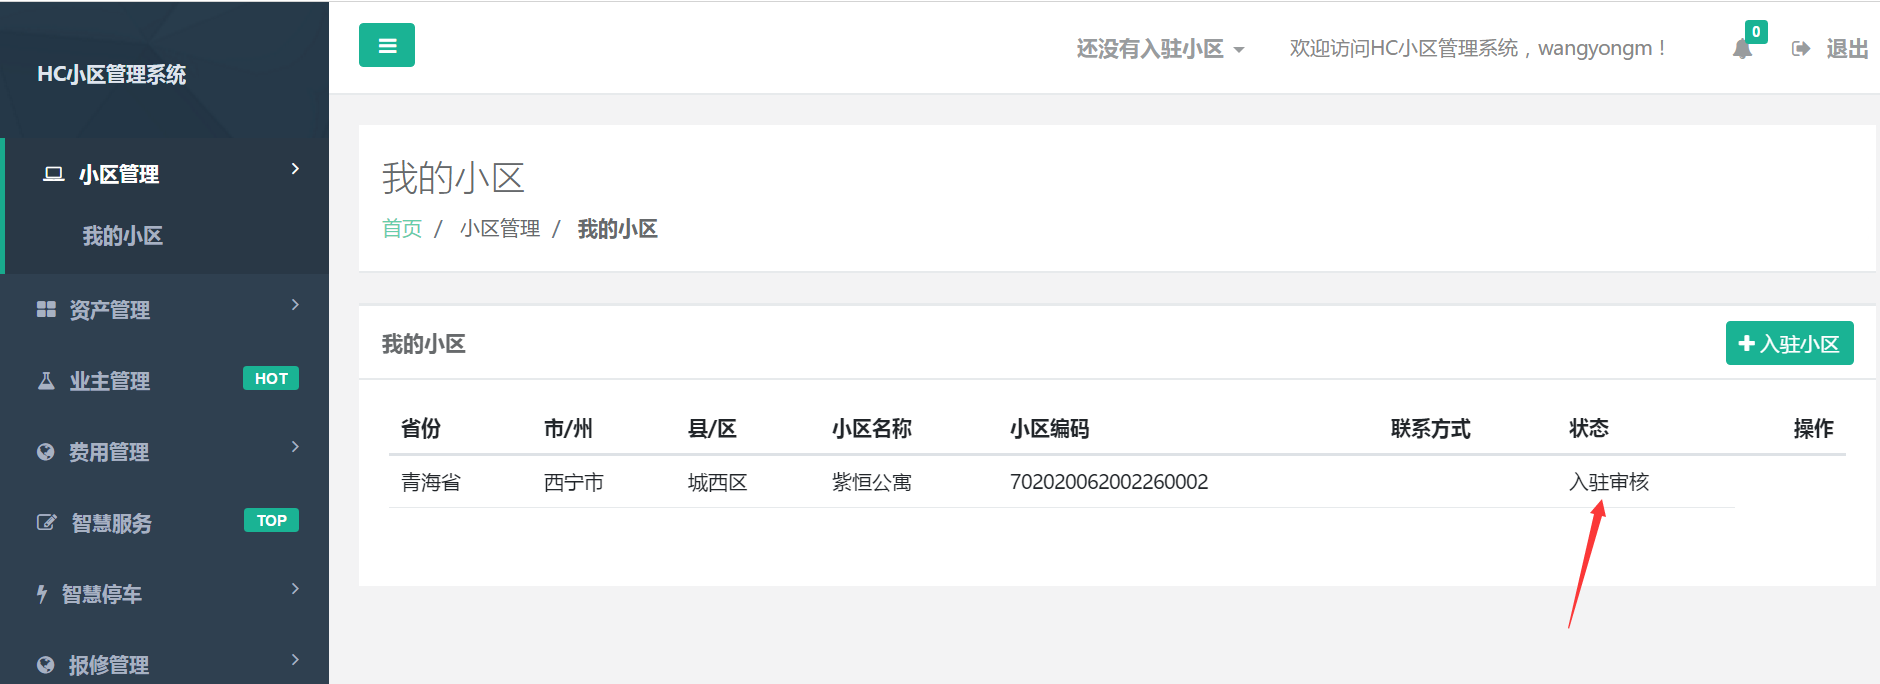 HC小区管理系统
还没有入驻小区
欢迎访问HC小区管理系统，wangyongm！
0
退出
小区管理
我的小区
资产管理
业主管理 HOT
费用管理
智慧服务 TOP
智慧停车
报修管理
我的小区
首页 / 小区管理 / 我的小区
我的小区
入驻小区
省份 市/州 县/区 小区名称 小区编码 联系方式 状态 操作
青海省 西宁市 城西区 紫恒公寓 702020062002260002 入驻审核